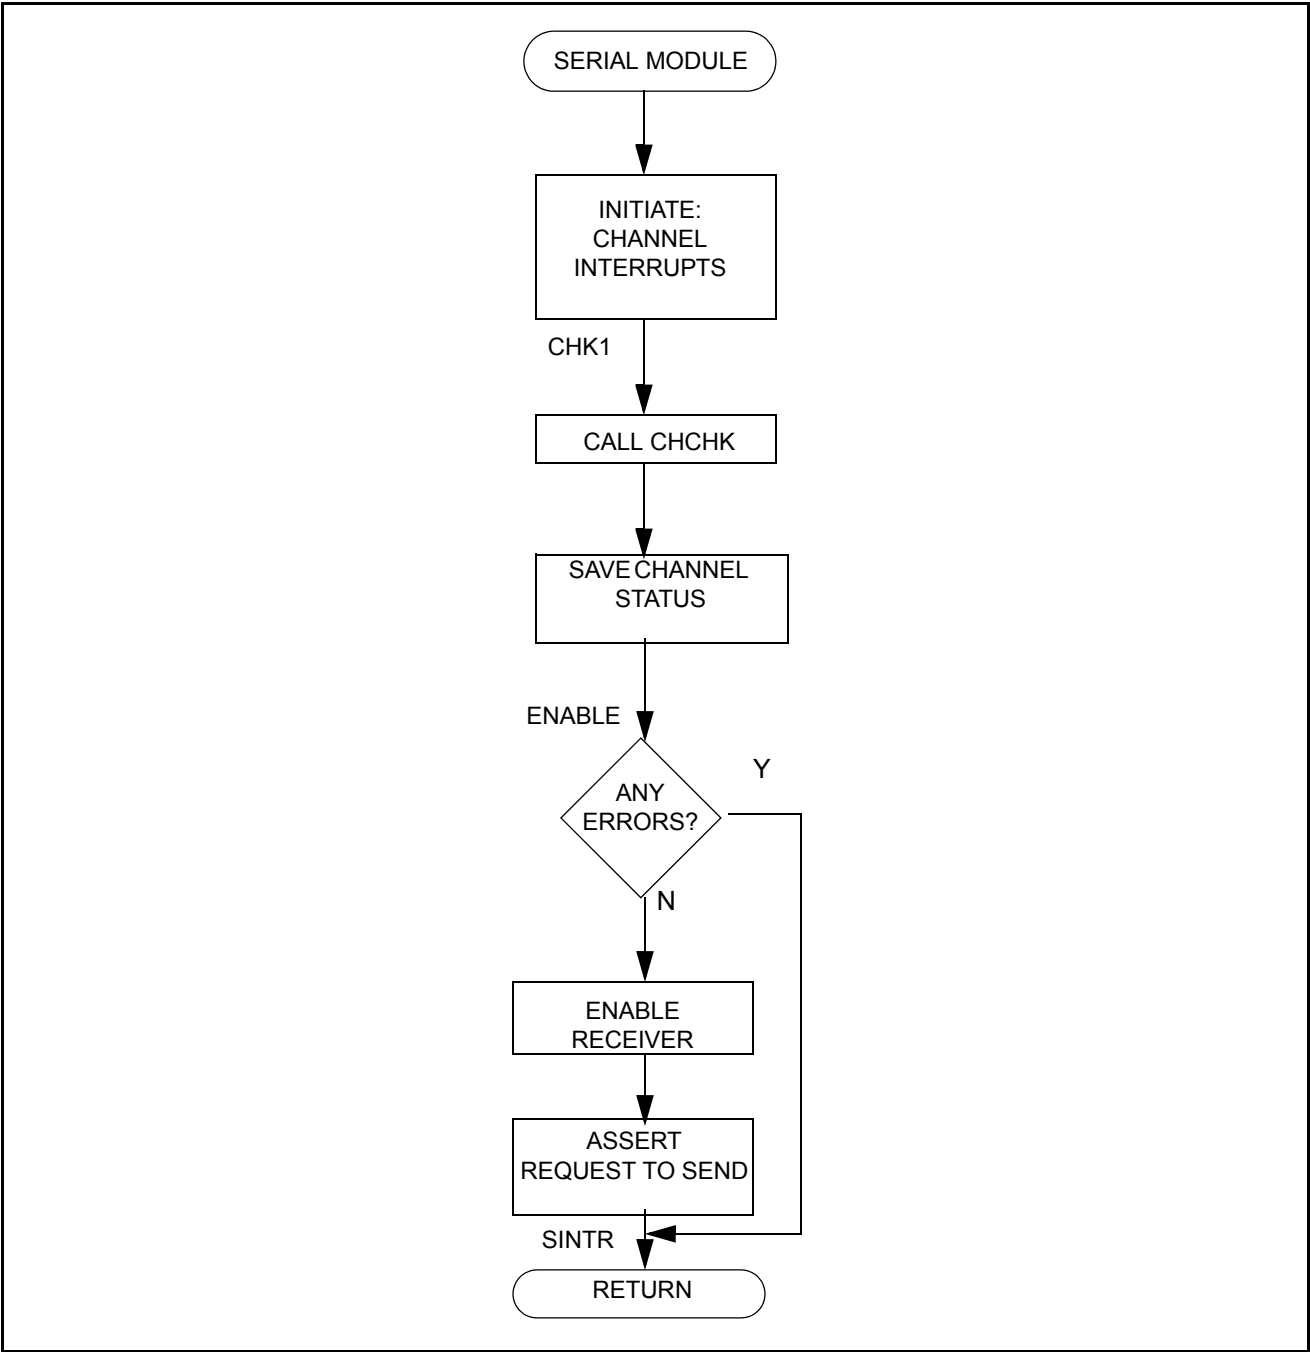 SERIAL MODULE
INITIATE:
CHANNEL
INTERRUPTS
CHK1
CALL CHCHK
SAVE CHANNEL
STATUS
ENABLE
Y
ANY
ERRORS?
N
ENABLE
RECEIVER
ASSERT
REQUEST TO SEND
SINTR
RETURN